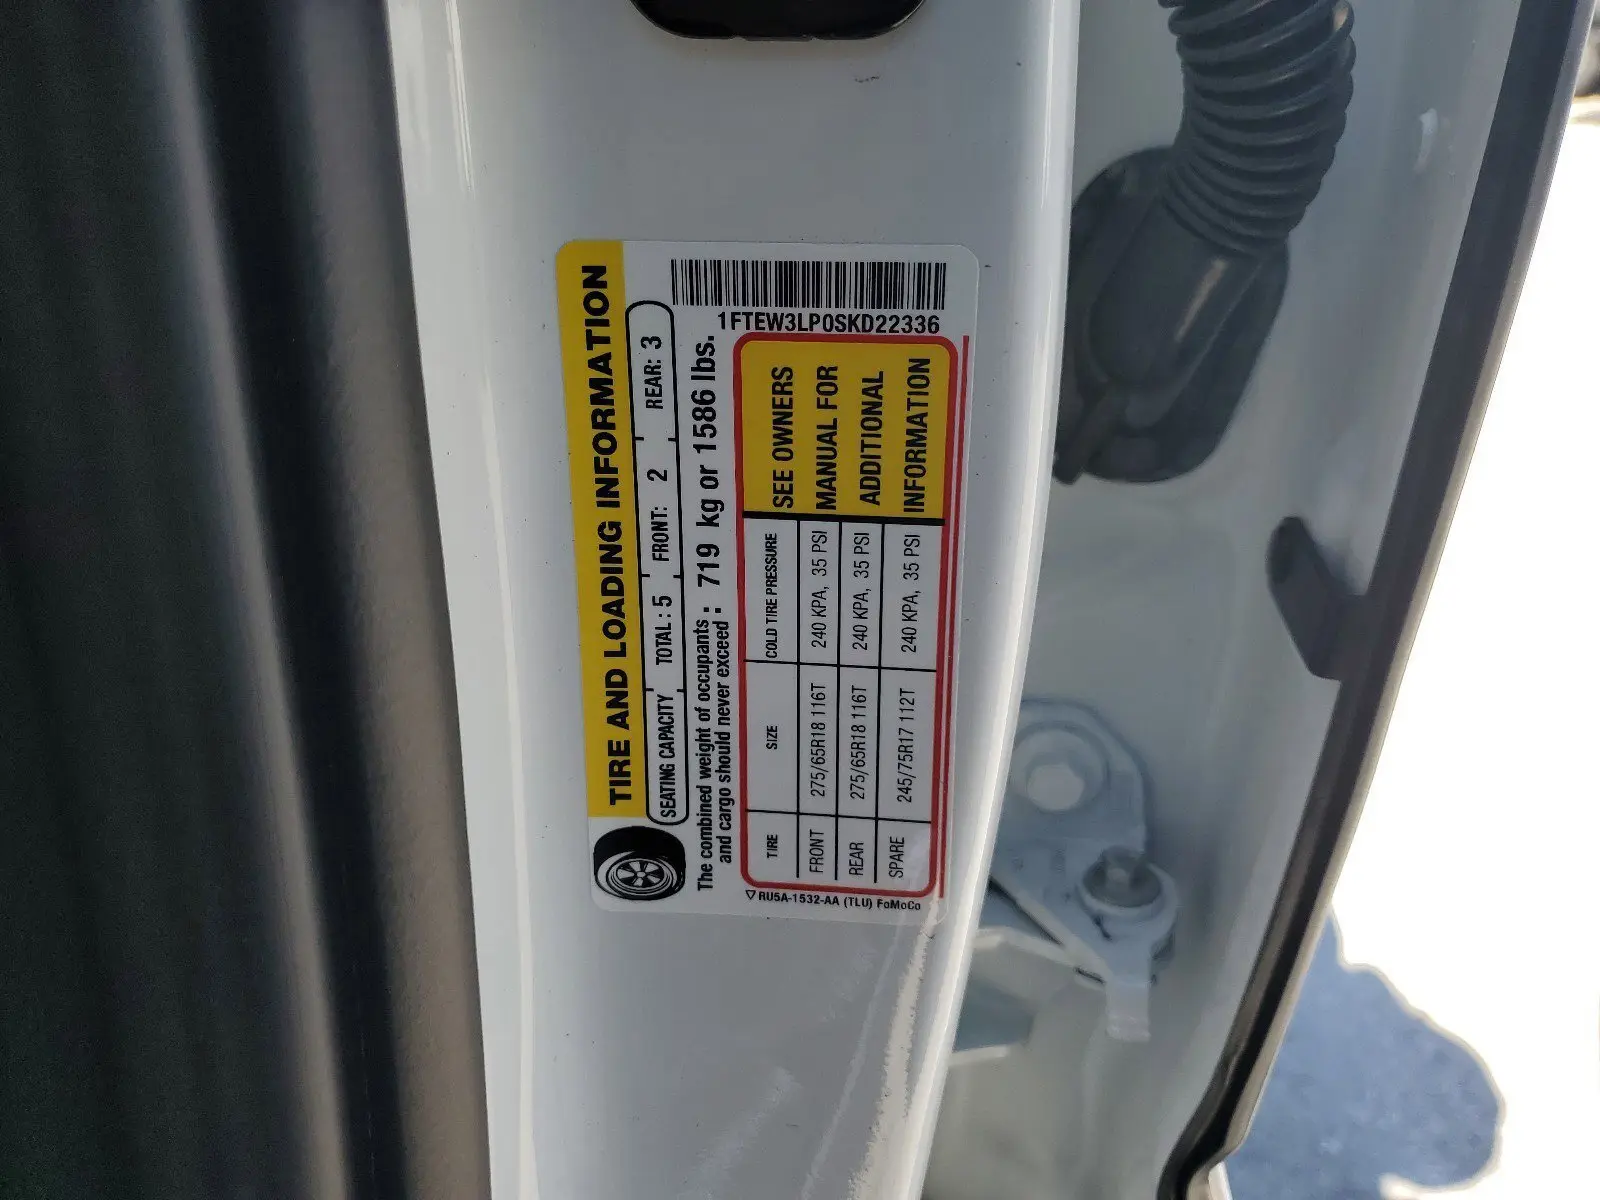 1FTEW3LP0SKD22336
TIRE AND LOADING INFORMATION
SEATING CAPACITY TOTAL : 5 FRONT: 2 REAR: 3
The combined weight of occupants : 719 kg or 1586 lbs.
and cargo should never exceed
TIRE SIZE COLD TIRE PRESSURE
FRONT 275/65R18 116T 240 KPA, 35 PSI
REAR 275/65R18 116T 240 KPA, 35 PSI
SPARE 245/75R17 112T 240 KPA, 35 PSI
SEE OWNERS
MANUAL FOR
ADDITIONAL
INFORMATION
RU5A-1532-AA (TLU) FoMoCo